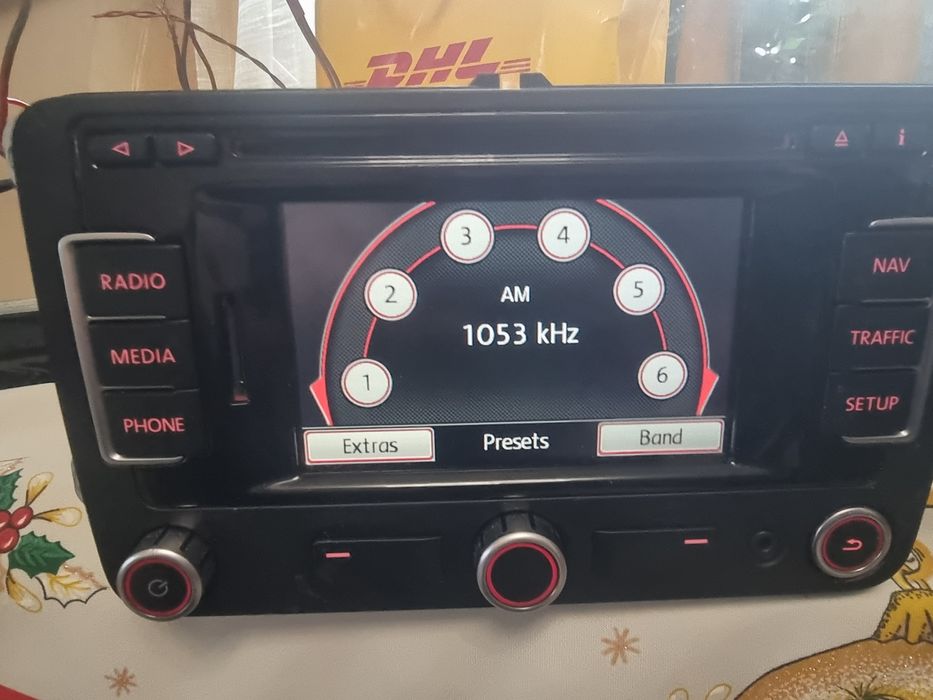 DHL
i
3
4
2
5
1
6
AM
1053 kHz
Extras
Presets
Band
RADIO
MEDIA
PHONE
NAV
TRAFFIC
SETUP